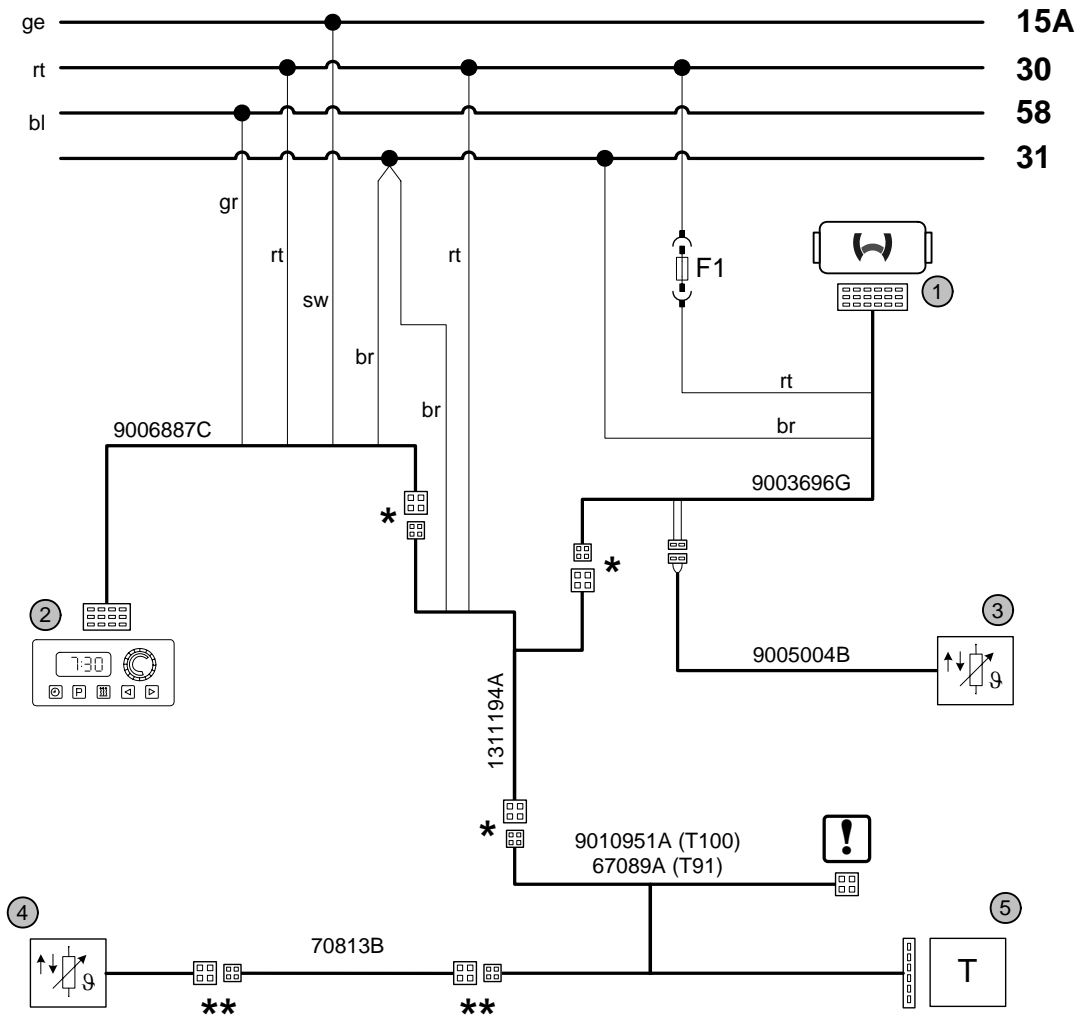 ge
15A
rt
30
bl
58
31
gr
rt
rt
F1
1
sw
br
rt
br
br
9006887C
9003696G
*
*
2
3
7:30
P
9005004B
ϑ
1311194A
*
9010951A (T100)
!
67089A (T91)
4
5
70813B
ϑ
T
**
**